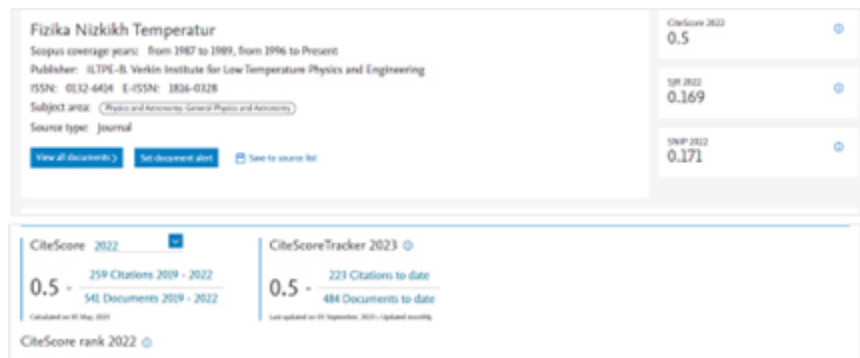 Fizika Nizkikh Temperatur
Scopus coverage years: from 1987 to 1989, from 1996 to Present
Publisher: ILTPE-B. Verkin Institute for Low Temperature Physics and Engineering
ISSN: 0132-6414 E-ISSN: 1816-0328
Subject area: Physics and Astronomy: General Physics and Astronomy
Source type: Journal
View all documents > Set document alert Save to source list
CiteScore 2022
0.5
SJR 2022
0.169
SNIP 2022
0.171
CiteScore 2022
0.5 =
259 Citations 2019 - 2022
541 Documents 2019 - 2022
Calculated on 05 May, 2023
CiteScoreTracker 2023
0.5 =
223 Citations to date
484 Documents to date
Last updated on 05 September, 2023 • Updated monthly
CiteScore rank 2022